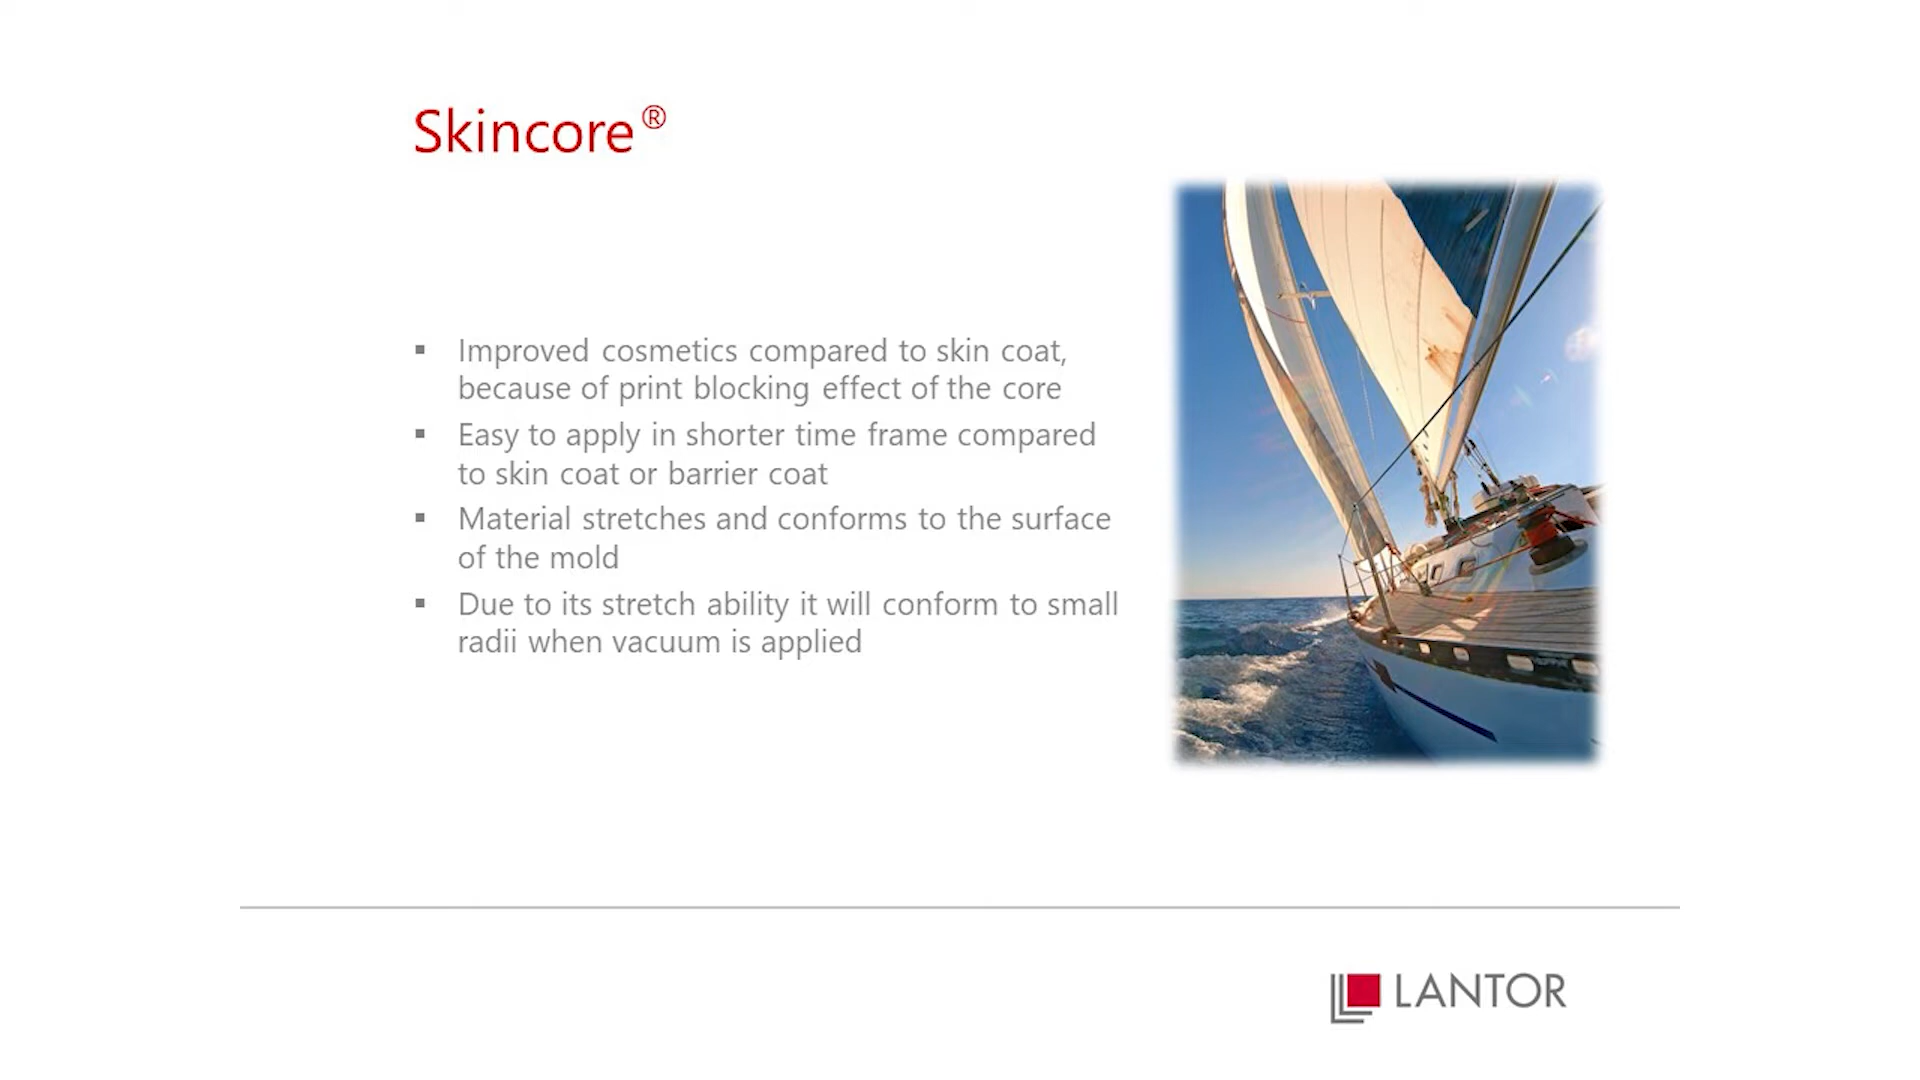 Skincore®
▪ Improved cosmetics compared to skin coat,
because of print blocking effect of the core
▪ Easy to apply in shorter time frame compared
to skin coat or barrier coat
▪ Material stretches and conforms to the surface
of the mold
▪ Due to its stretch ability it will conform to small
radii when vacuum is applied
LANTOR